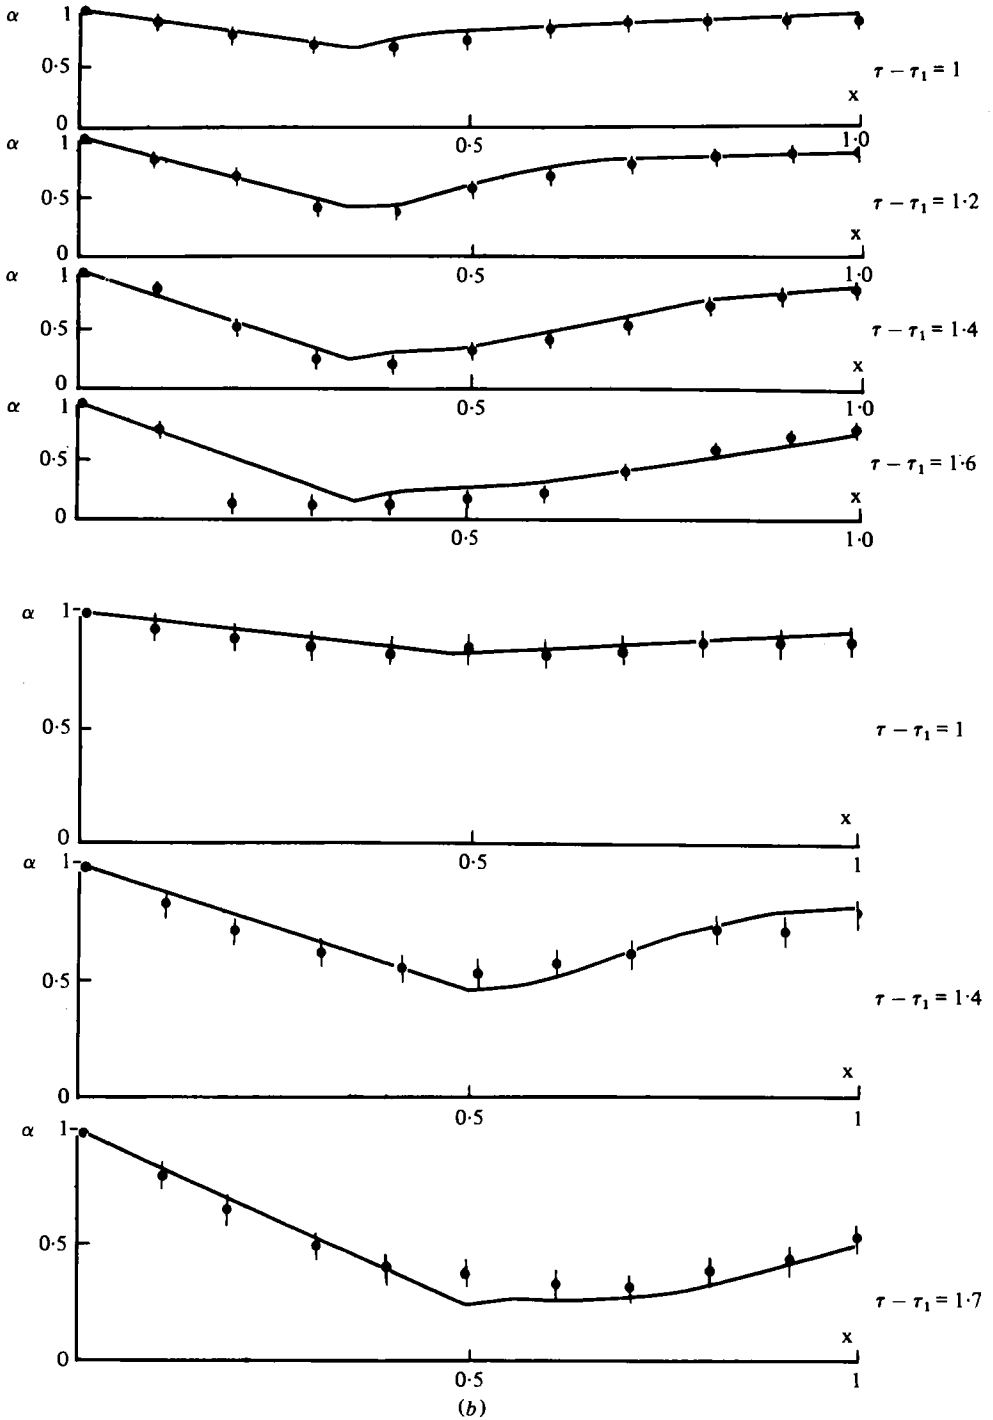 α 1
0·5
τ − τ₁ = 1
x
0
0·5
1·0
α 1
0·5
τ − τ₁ = 1·2
x
0
0·5
1·0
α 1
0·5
τ − τ₁ = 1·4
x
0
0·5
1·0
α 1
0·5
τ − τ₁ = 1·6
x
0
0·5
1·0
α 1
0·5
τ − τ₁ = 1
x
0
0·5
1
α 1
0·5
τ − τ₁ = 1·4
x
0
0·5
1
α 1
0·5
τ − τ₁ = 1·7
x
0
0·5
1
(b)